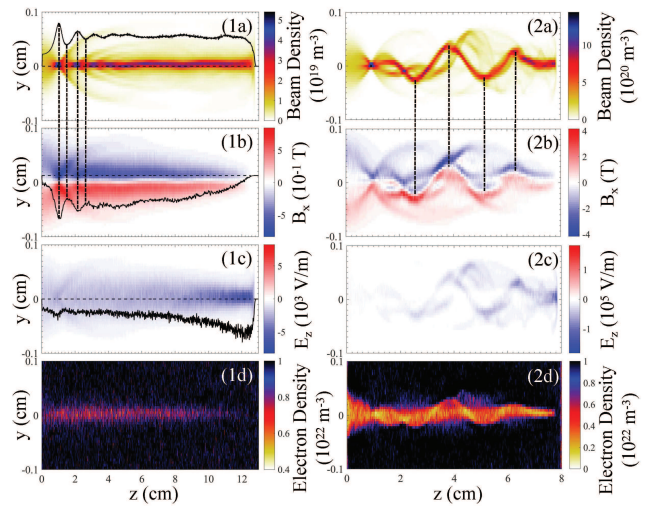 (1a)
(2a)
y (cm)
0.1
0
-0.1
5
4
3
2
1
0
Beam Density
(10^19 m^-3)
10
5
0
Beam Density
(10^20 m^-3)
(1b)
(2b)
y (cm)
0.1
0
-0.1
5
0
-5
B_x (10^-1 T)
4
2
0
-2
-4
B_x (T)
(1c)
(2c)
y (cm)
0.1
0
-0.1
5
0
-5
E_z (10^3 V/m)
1
0
-1
E_z (10^5 V/m)
(1d)
(2d)
y (cm)
0.1
0
-0.1
1
0.9
0.8
0.7
0.6
0.5
0.4
Electron Density
(10^22 m^-3)
1
0.8
0.6
0.4
0.2
0
Electron Density
(10^22 m^-3)
0 2 4 6 8 10 12
z (cm)
0 2 4 6 8
z (cm)